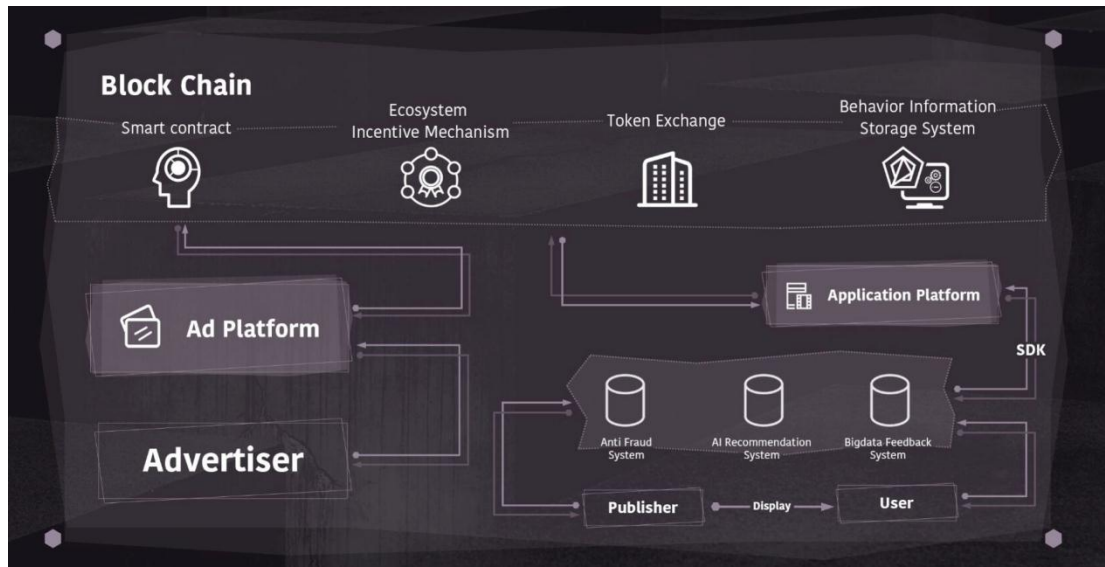 Block Chain
Smart contract
Ecosystem
Incentive Mechanism
Token Exchange
Behavior Information
Storage System
Ad Platform
Application Platform
SDK
Anti Fraud
System
AI Recommendation
System
Bigdata Feedback
System
Advertiser
Publisher
Display
User